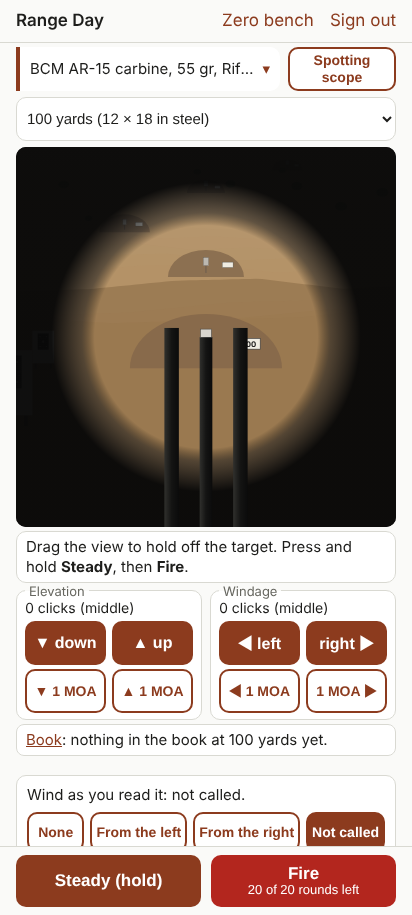 Range Day
Zero bench
Sign out
BCM AR-15 carbine, 55 gr, Rif... ▼
Spotting
scope
100 yards (12 × 18 in steel)
Drag the view to hold off the target. Press and
hold Steady, then Fire.
Elevation
0 clicks (middle)
▼ down
▲ up
▼ 1 MOA
▲ 1 MOA
Windage
0 clicks (middle)
◀ left
right ▶
◀ 1 MOA
1 MOA ▶
Book: nothing in the book at 100 yards yet.
Wind as you read it: not called.
None
From the left
From the right
Not called
Steady (hold)
Fire
20 of 20 rounds left